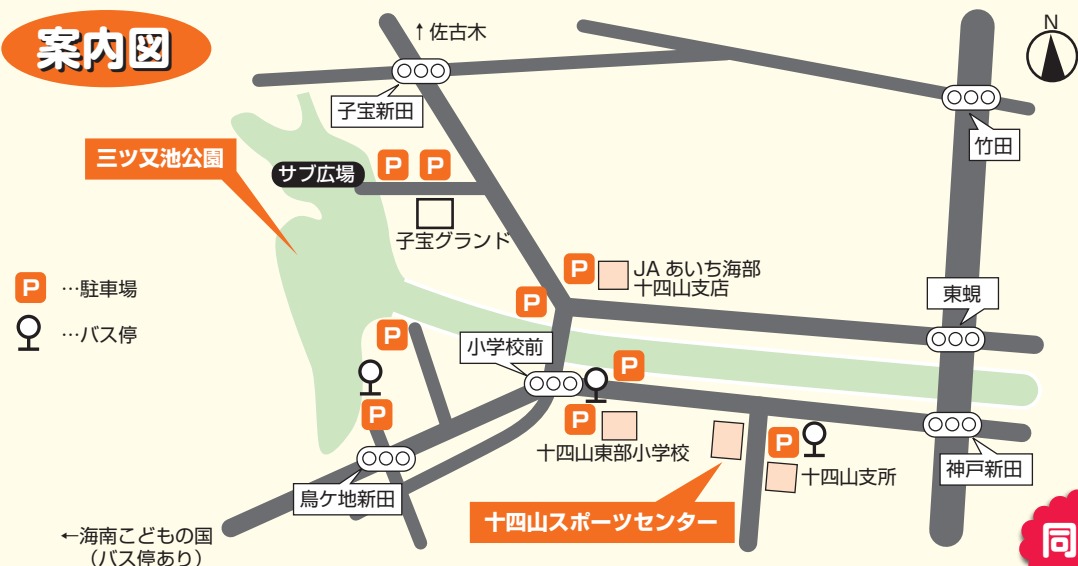 案内図
↑佐古木
N
子宝新田
竹田
三ツ又池公園
サブ広場
P
P
子宝グランド
P
JA あいち海部
十四山支店
P …駐車場
…バス停
P
東蜆
P
小学校前
P
P
P
十四山東部小学校
P
十四山支所
神戸新田
鳥ケ地新田
十四山スポーツセンター
←海南こどもの国
（バス停あり）
同